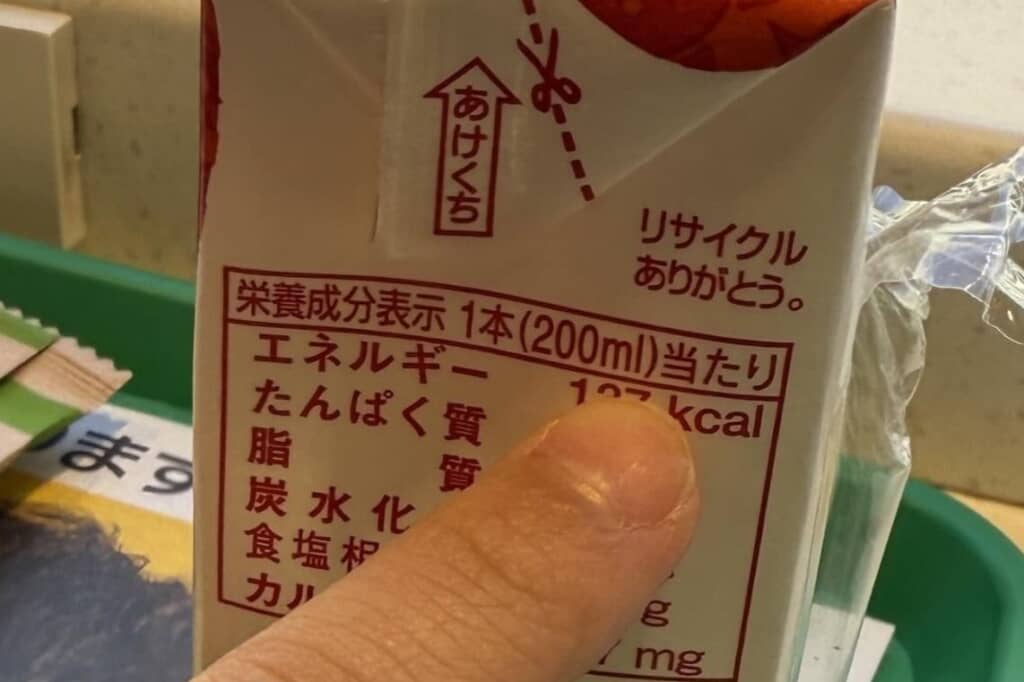 あけくち
リサイクル
ありがとう。
栄養成分表示 1本(200ml)当たり
エネルギー kcal
たんぱく質
脂質
炭水化
食塩相 g
カル mg
ます